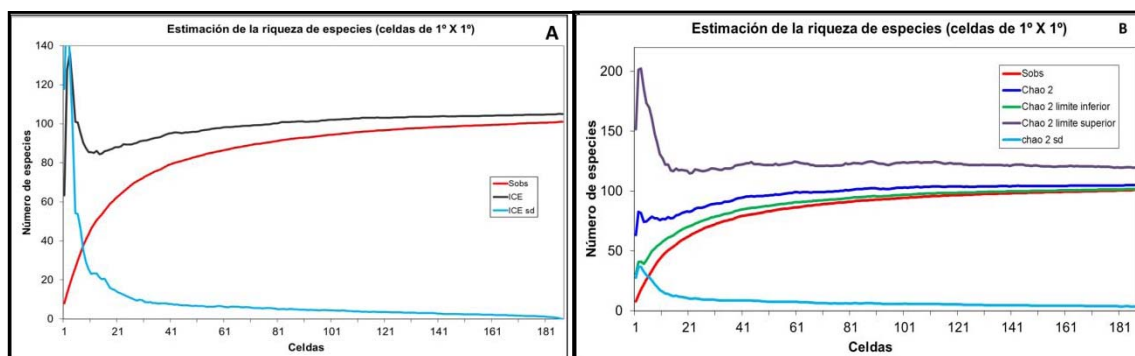 Estimación de la riqueza de especies (celdas de 1º X 1º)
A
Número de especies
140
120
100
80
60
40
20
0
Sobs
ICE
ICE sd
1 21 41 61 81 101 121 141 161 181
Celdas
Estimación de la riqueza de especies (celdas de 1º X 1º)
B
Número de especies
200
150
100
50
0
Sobs
Chao 2
Chao 2 limite inferior
Chao 2 limite superior
chao 2 sd
1 21 41 61 81 101 121 141 161 181
Celdas